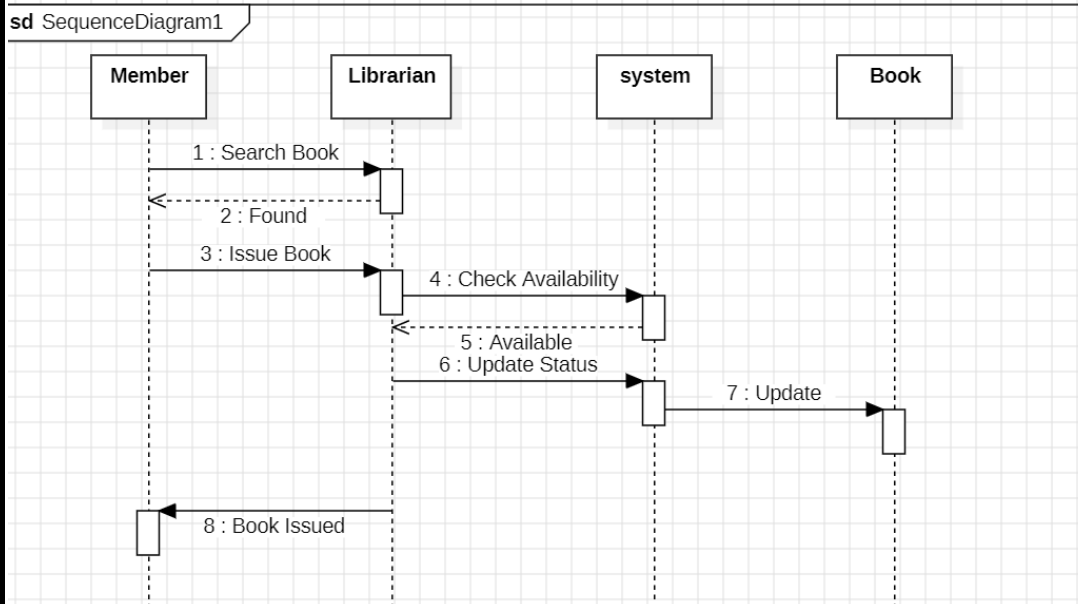 sd SequenceDiagram1
Member
Librarian
system
Book
1 : Search Book
2 : Found
3 : Issue Book
4 : Check Availability
5 : Available
6 : Update Status
7 : Update
8 : Book Issued